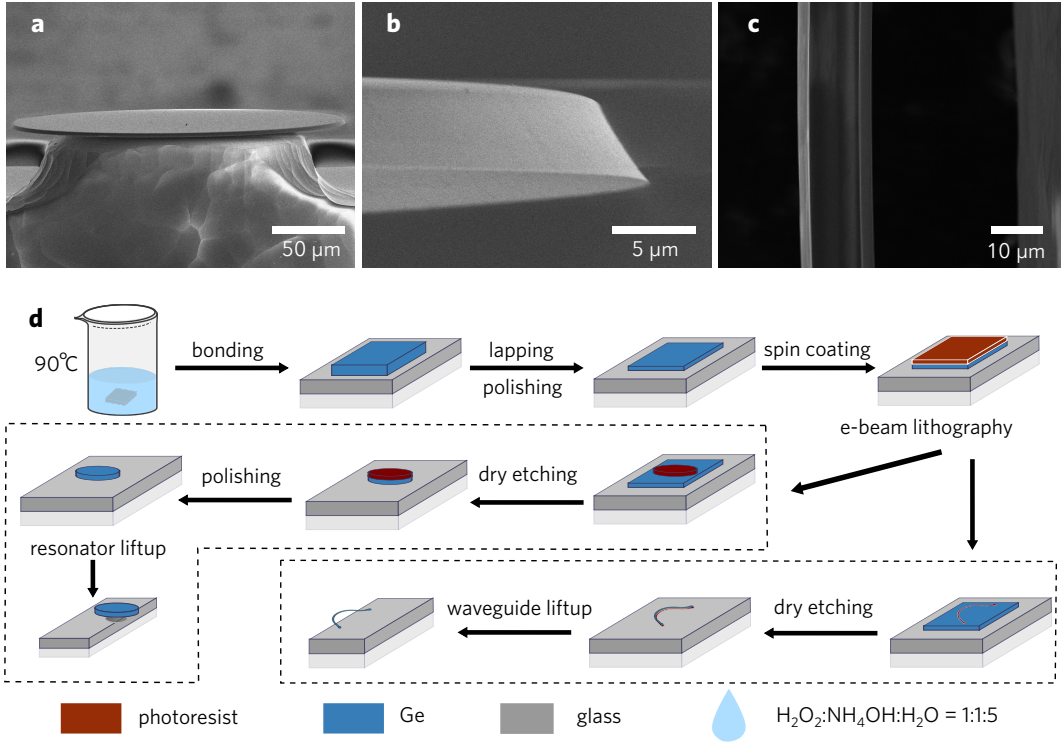 a
b
c
50 μm
5 μm
10 μm
d
90℃
bonding
lapping
polishing
spin coating
e-beam lithography
polishing
dry etching
resonator liftup
waveguide liftup
dry etching
photoresist
Ge
glass
H₂O₂:NH₄OH:H₂O = 1:1:5